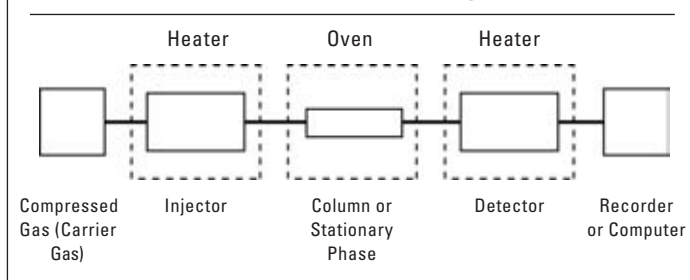 Heater Oven Heater
Compressed Injector Column or Detector Recorder
Gas (Carrier Stationary or Computer
Gas) Phase